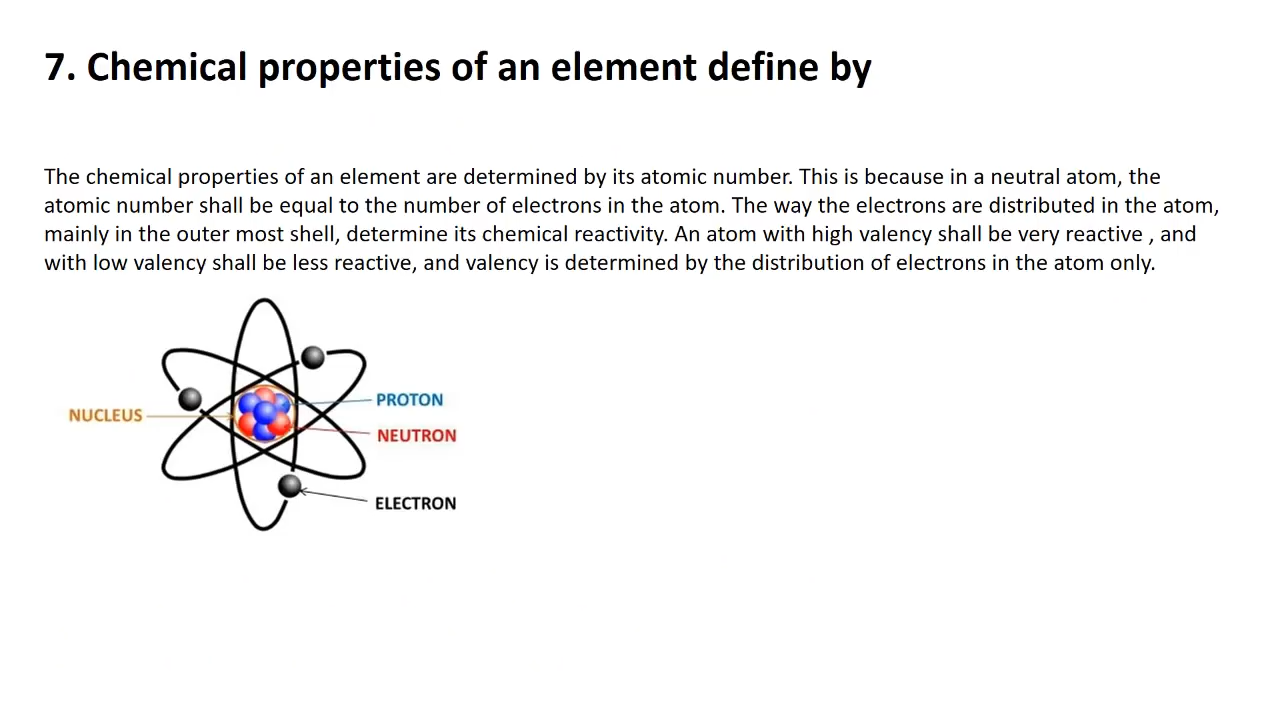 7. Chemical properties of an element define by
The chemical properties of an element are determined by its atomic number. This is because in a neutral atom, the
atomic number shall be equal to the number of electrons in the atom. The way the electrons are distributed in the atom,
mainly in the outer most shell, determine its chemical reactivity. An atom with high valency shall be very reactive , and
with low valency shall be less reactive, and valency is determined by the distribution of electrons in the atom only.
PROTON
NUCLEUS
NEUTRON
ELECTRON